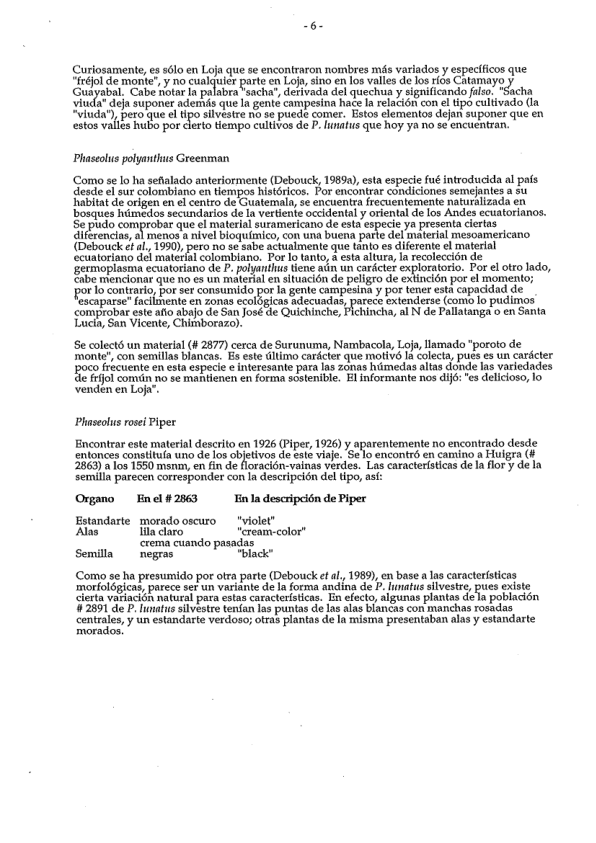 - 6 -
Curiosamente, es sólo en Loja que se encontraron nombres más variados y específicos que
"fréjol de monte", y no cualquier parte en Loja, sino en los valles de los ríos Catamayo y
Guayabal. Cabe notar la palabra "sacha", derivada del quechua y significando falso. "Sacha
viuda" deja suponer además que la gente campesina hace la relación con el tipo cultivado (la
"viuda"), pero que el tipo silvestre no se puede comer. Estos elementos dejan suponer que en
estos valles hubo por cierto tiempo cultivos de P. lunatus que hoy ya no se encuentran.
Phaseolus polyanthus Greenman
Como se lo ha señalado anteriormente (Debouck, 1989a), esta especie fué introducida al país
desde el sur colombiano en tiempos históricos. Por encontrar condiciones semejantes a su
habitat de origen en el centro de Guatemala, se encuentra frecuentemente naturalizada en
bosques húmedos secundarios de la vertiente occidental y oriental de los Andes ecuatorianos.
Se pudo comprobar que el material suramericano de esta especie ya presenta ciertas
diferencias, al menos a nivel bioquímico, con una buena parte del material mesoamericano
(Debouck et al., 1990), pero no se sabe actualmente que tanto es diferente el material
ecuatoriano del material colombiano. Por lo tanto, a esta altura, la recolección de
germoplasma ecuatoriano de P. polyanthus tiene aún un carácter exploratorio. Por el otro lado,
cabe mencionar que no es un material en situación de peligro de extinción por el momento;
por lo contrario, por ser consumido por la gente campesina y por tener esta capacidad de
"escaparse" facilmente en zonas ecológicas adecuadas, parece extenderse (como lo pudimos
comprobar este año abajo de San José de Quichinche, Pichincha, al N de Pallatanga o en Santa
Lucía, San Vicente, Chimborazo).
Se colectó un material (# 2877) cerca de Surunuma, Nambacola, Loja, llamado "poroto de
monte", con semillas blancas. Es este último carácter que motivó la colecta, pues es un carácter
poco frecuente en esta especie e interesante para las zonas húmedas altas donde las variedades
de fríjol común no se mantienen en forma sostenible. El informante nos dijó: "es delicioso, lo
venden en Loja".
Phaseolus rosei Piper
Encontrar este material descrito en 1926 (Piper, 1926) y aparentemente no encontrado desde
entonces constituía uno de los objetivos de este viaje. Se lo encontró en camino a Huigra (#
2863) a los 1550 msnm, en fin de floración-vainas verdes. Las características de la flor y de la
semilla parecen corresponder con la descripción del tipo, así:
Organo En el # 2863 En la descripción de Piper
Estandarte morado oscuro "violet"
Alas lila claro "cream-color"
crema cuando pasadas
Semilla negras "black"
Como se ha presumido por otra parte (Debouck et al., 1989), en base a las características
morfológicas, parece ser un variante de la forma andina de P. lunatus silvestre, pues existe
cierta variación natural para estas características. En efecto, algunas plantas de la población
# 2891 de P. lunatus silvestre tenían las puntas de las alas blancas con manchas rosadas
centrales, y un estandarte verdoso; otras plantas de la misma presentaban alas y estandarte
morados.